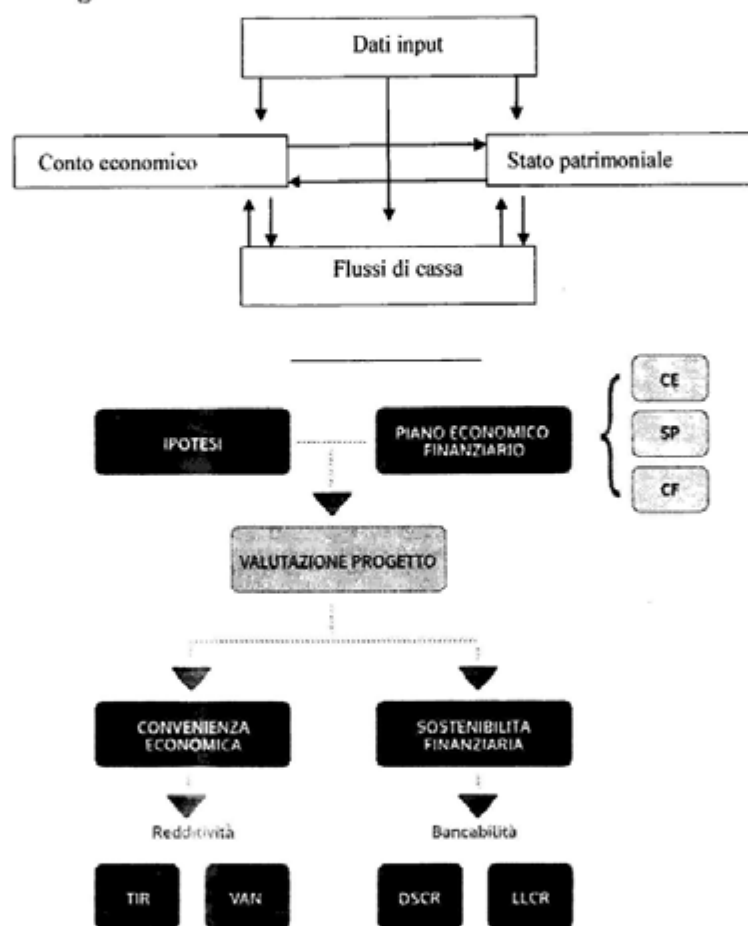 Dati input
Conto economico
Stato patrimoniale
Flussi di cassa
CE
IPOTESI
PIANO ECONOMICO
FINANZIARIO
SP
CF
VALUTAZIONE PROGETTO
CONVENIENZA
ECONOMICA
SOSTENIBILITA
FINANZIARIA
Redditività
Bancabilità
TIR
VAN
DSCR
LLCR